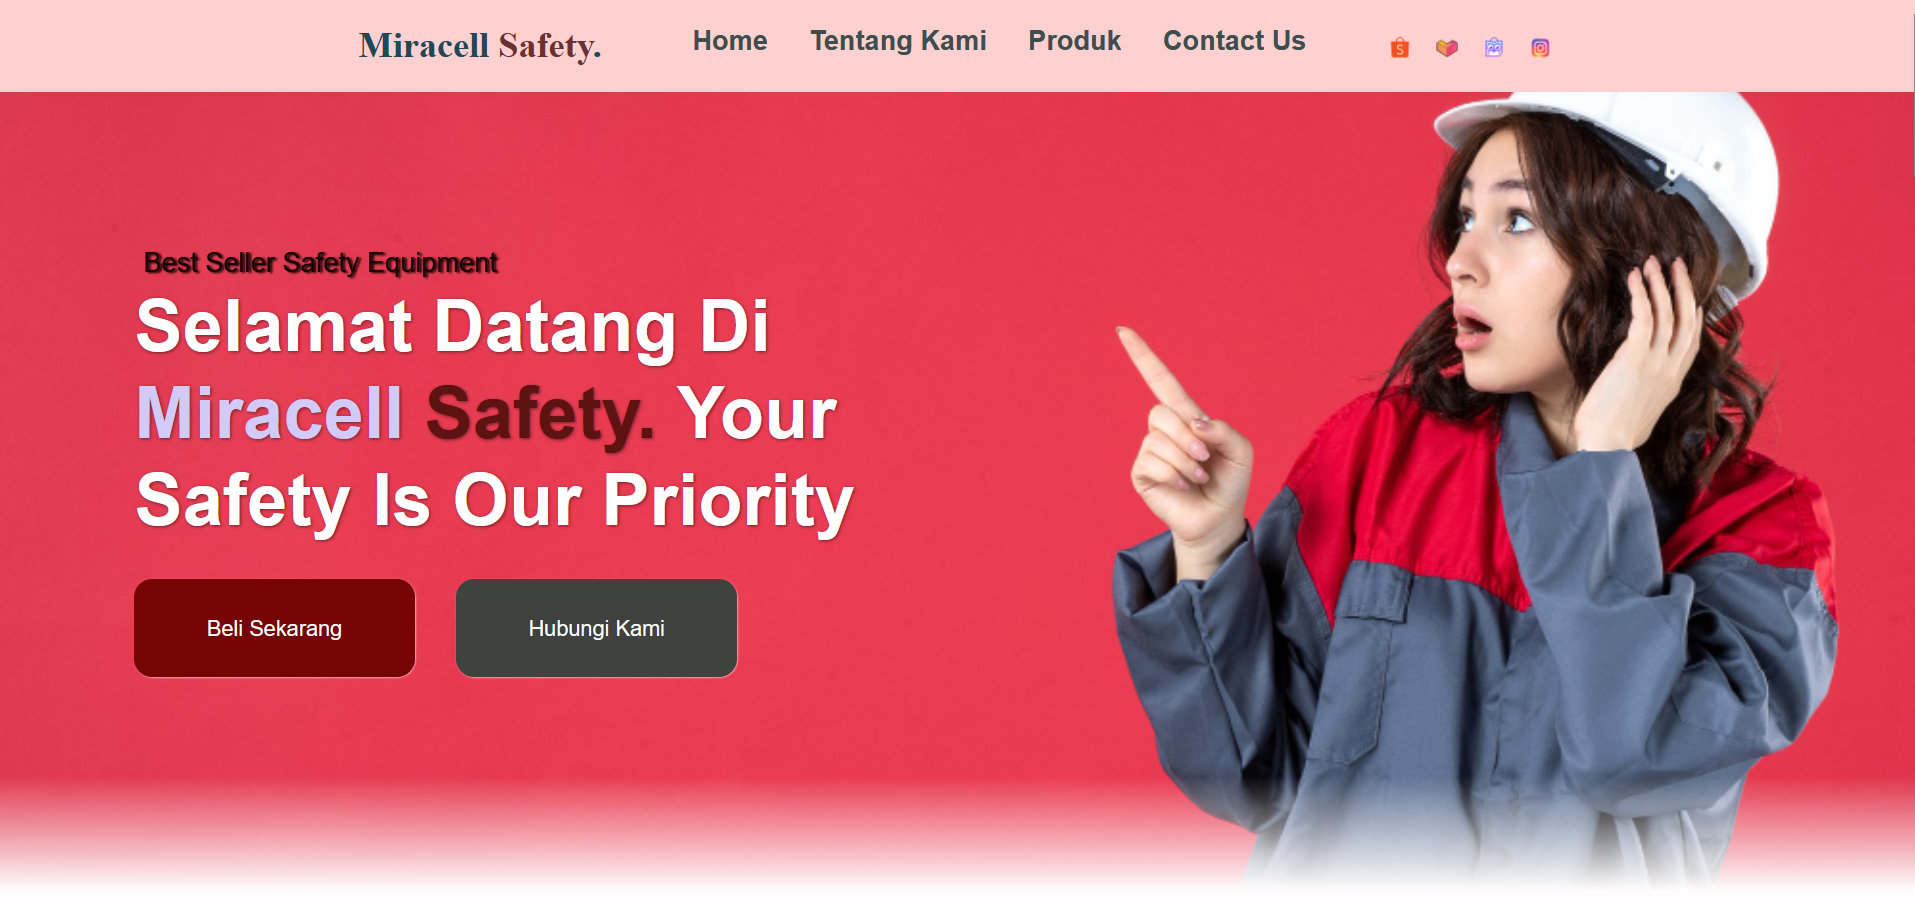 Miracell Safety.
Home
Tentang Kami
Produk
Contact Us
Best Seller Safety Equipment
Selamat Datang Di
Miracell Safety. Your
Safety Is Our Priority
Beli Sekarang
Hubungi Kami